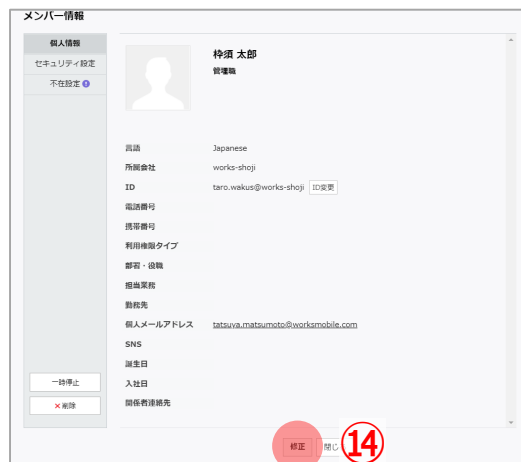 メンバー情報
個人情報
セキュリティ設定
不在設定
枠須 太郎
管理職
言語 Japanese
所属会社 works-shoji
ID taro.wakus@works-shoji ID変更
電話番号
携帯番号
利用権限タイプ
部署・役職
担当業務
勤務先
個人メールアドレス tatsuya.matsumoto@worksmobile.com
SNS
誕生日
入社日
関係者連絡先
一時停止
×削除
修正 閉じ ⑭